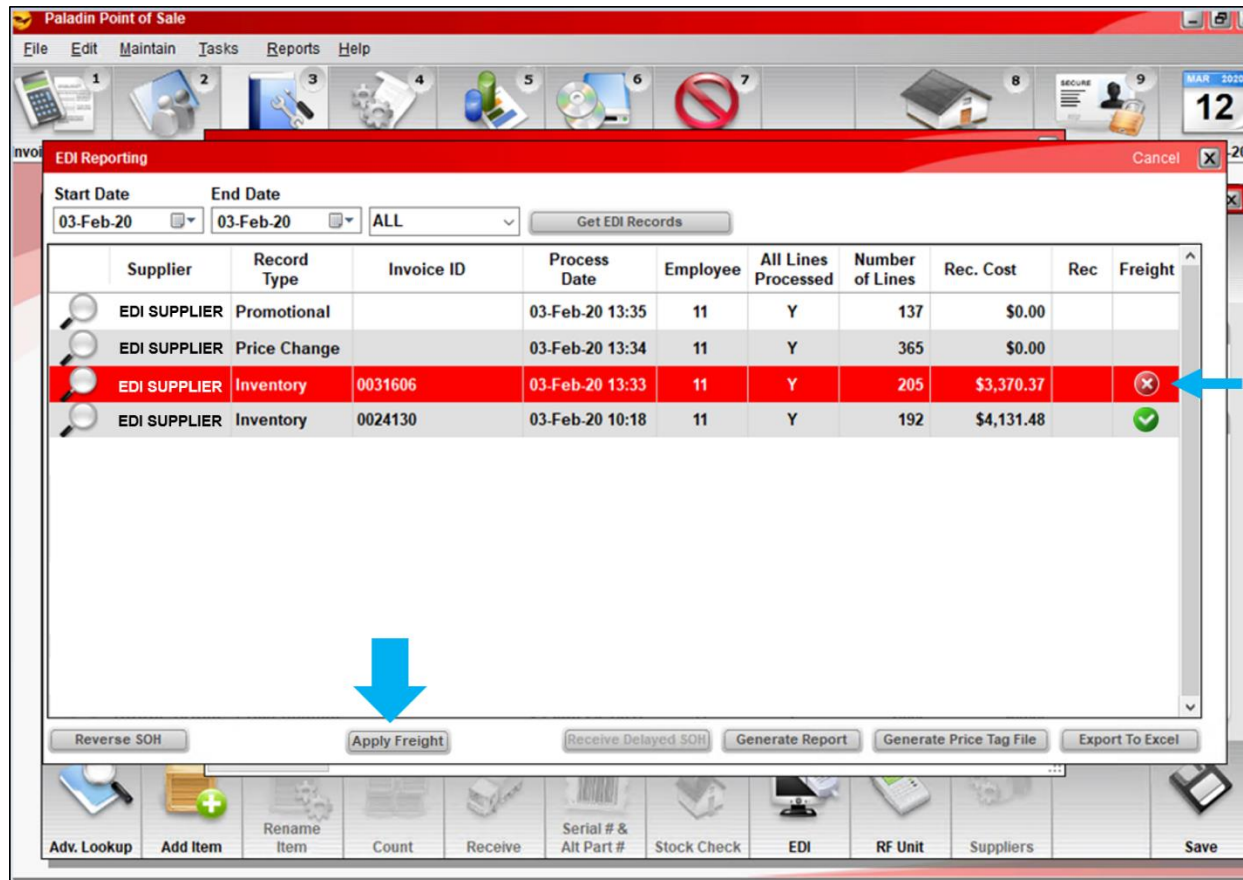 Paladin Point of Sale
File Edit Maintain Tasks Reports Help
1 2 3 4 5 6 7 8 9
SECURE
MAR 2020
12
EDI Reporting Cancel
Start Date End Date
03-Feb-20 03-Feb-20 ALL Get EDI Records
Supplier Record Type Invoice ID Process Date Employee All Lines Processed Number of Lines Rec. Cost Rec Freight
EDI SUPPLIER Promotional 03-Feb-20 13:35 11 Y 137 $0.00
EDI SUPPLIER Price Change 03-Feb-20 13:34 11 Y 365 $0.00
EDI SUPPLIER Inventory 0031606 03-Feb-20 13:33 11 Y 205 $3,370.37
EDI SUPPLIER Inventory 0024130 03-Feb-20 10:18 11 Y 192 $4,131.48
Reverse SOH Apply Freight Receive Delayed SOH Generate Report Generate Price Tag File Export To Excel
Adv. Lookup Add Item Rename Item Count Receive Serial # & Alt Part # Stock Check EDI RF Unit Suppliers Save